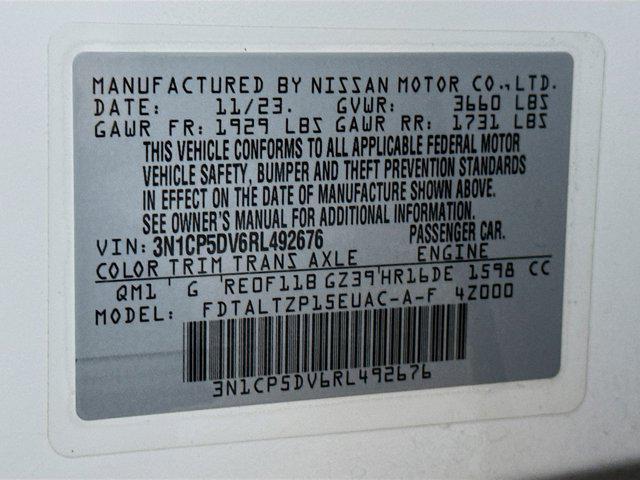 MANUFACTURED BY NISSAN MOTOR CO.,LTD.
DATE: 11/23. GVWR: 3660 LBS
GAWR FR: 1929 LBS GAWR RR: 1731 LBS
THIS VEHICLE CONFORMS TO ALL APPLICABLE FEDERAL MOTOR
VEHICLE SAFETY, BUMPER AND THEFT PREVENTION STANDARDS
IN EFFECT ON THE DATE OF MANUFACTURE SHOWN ABOVE.
SEE OWNER'S MANUAL FOR ADDITIONAL INFORMATION.
VIN: 3N1CP5DV6RL492676 PASSENGER CAR.
COLOR TRIM TRANS AXLE ENGINE
QM1 G RE0F11B GZ39 HR16DE 1598 CC
FDTALTZP15EUAC-A-F 4Z000
3N1CP5DV6RL492676